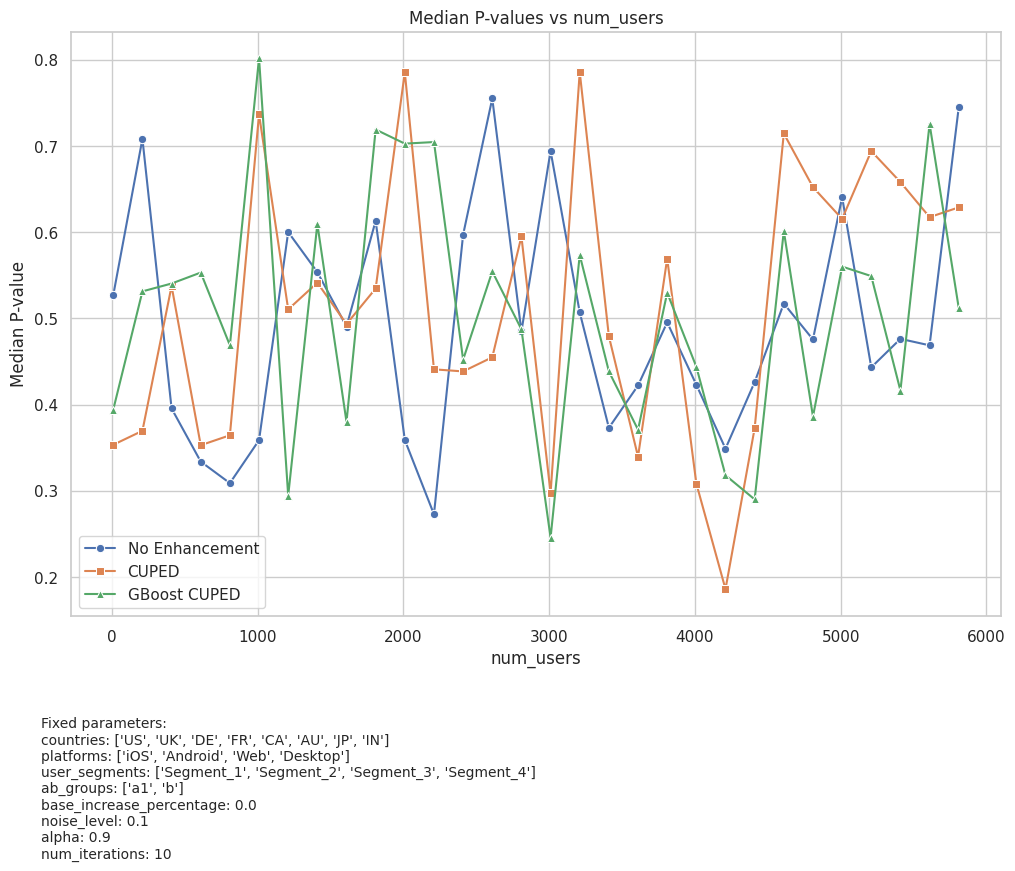 Median P-values vs num_users
Median P-value
0.8
0.7
0.6
0.5
0.4
0.3
0.2
No Enhancement
CUPED
GBoost CUPED
0 1000 2000 3000 4000 5000 6000
num_users
Fixed parameters:
countries: ['US', 'UK', 'DE', 'FR', 'CA', 'AU', 'JP', 'IN']
platforms: ['iOS', 'Android', 'Web', 'Desktop']
user_segments: ['Segment_1', 'Segment_2', 'Segment_3', 'Segment_4']
ab_groups: ['a1', 'b']
base_increase_percentage: 0.0
noise_level: 0.1
alpha: 0.9
num_iterations: 10